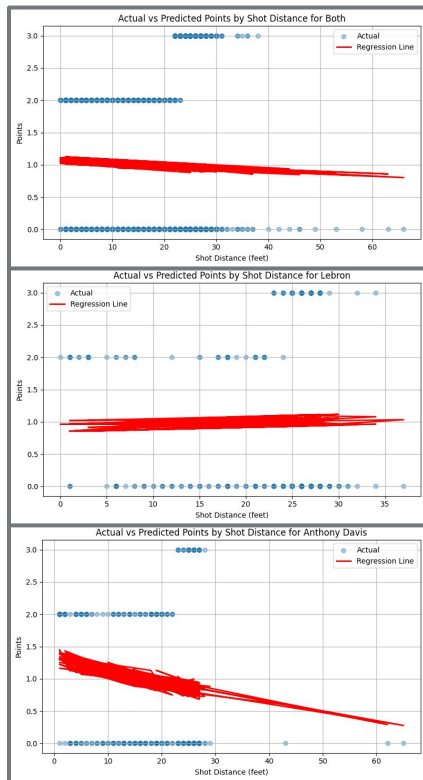 Actual vs Predicted Points by Shot Distance for Both
3.0
2.5
2.0
1.5
1.0
0.5
0.0
Points
Actual
Regression Line
0 10 20 30 40 50 60
Shot Distance (feet)
Actual vs Predicted Points by Shot Distance for Lebron
3.0
2.5
2.0
1.5
1.0
0.5
0.0
Points
Actual
Regression Line
0 5 10 15 20 25 30 35
Shot Distance (feet)
Actual vs Predicted Points by Shot Distance for Anthony Davis
3.0
2.5
2.0
1.5
1.0
0.5
0.0
Points
Actual
Regression Line
0 10 20 30 40 50 60
Shot Distance (feet)